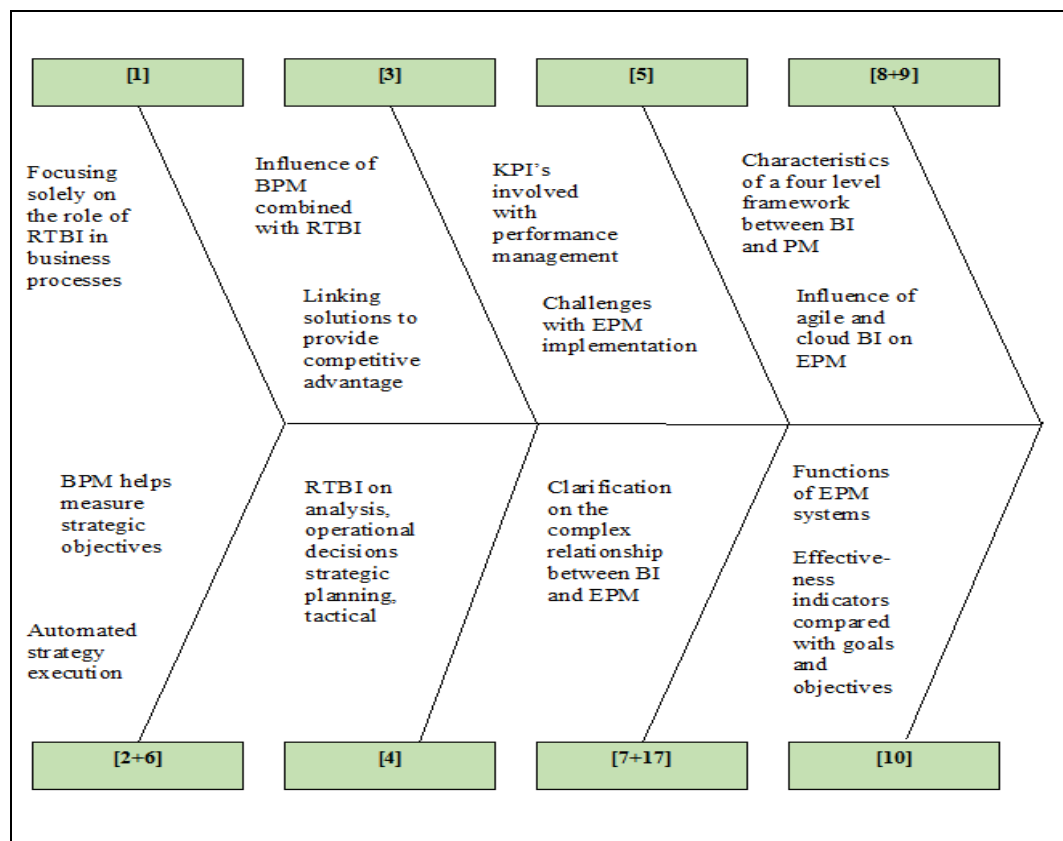 [1]
[3]
[5]
[8+9]
Focusing
solely on
the role of
RTBI in
business
processes
Influence of
BPM
combined
with RTBI
Linking
solutions to
provide
competitive
advantage
KPI’s
involved
with
performance
management
Challenges
with EPM
implementation
Characteristics
of a four level
framework
between BI
and PM
Influence of
agile and
cloud BI on
EPM
BPM helps
measure
strategic
objectives
Automated
strategy
execution
RTBI on
analysis,
operational
decisions
strategic
planning,
tactical
Clarification
on the
complex
relationship
between BI
and EPM
Functions
of EPM
systems
Effective-
ness
indicators
compared
with goals
and
objectives
[2+6]
[4]
[7+17]
[10]